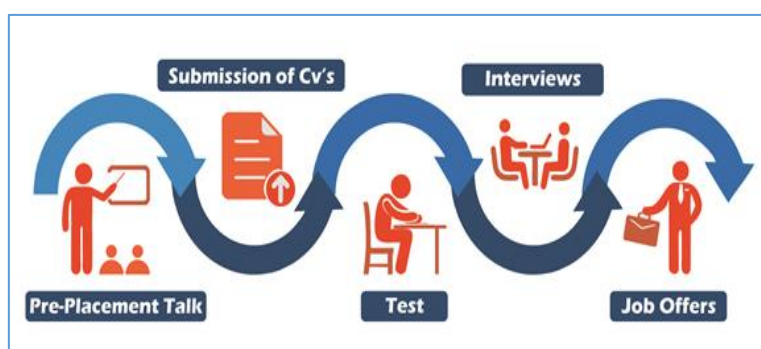 Submission of Cv's
Interviews
Pre-Placement Talk
Test
Job Offers